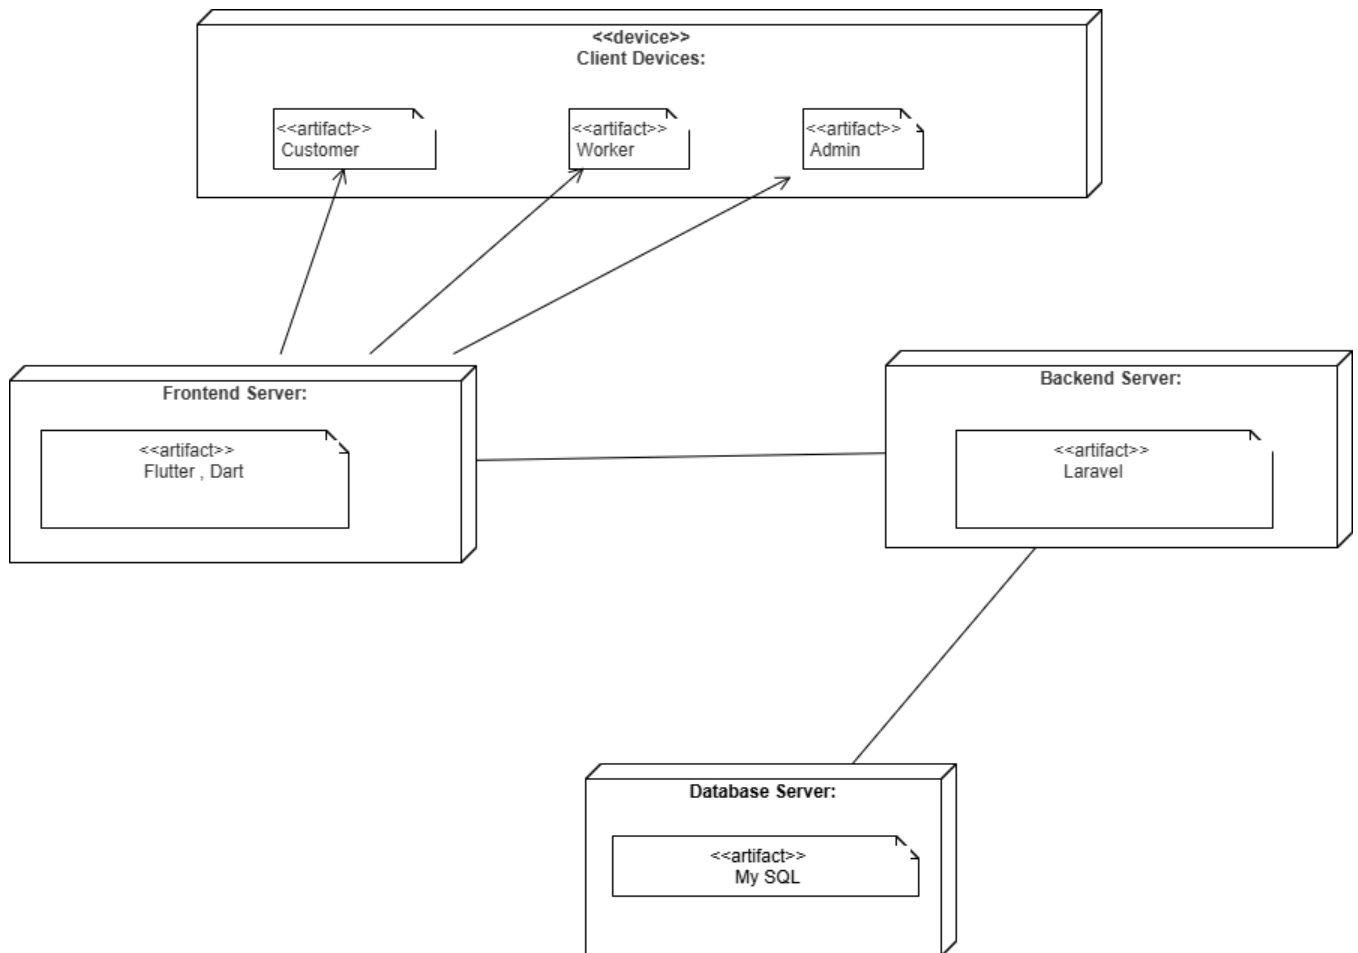 <<device>>
Client Devices:
<<artifact>>
Customer
<<artifact>>
Worker
<<artifact>>
Admin
Frontend Server:
<<artifact>>
Flutter , Dart
Backend Server:
<<artifact>>
Laravel
Database Server:
<<artifact>>
My SQL